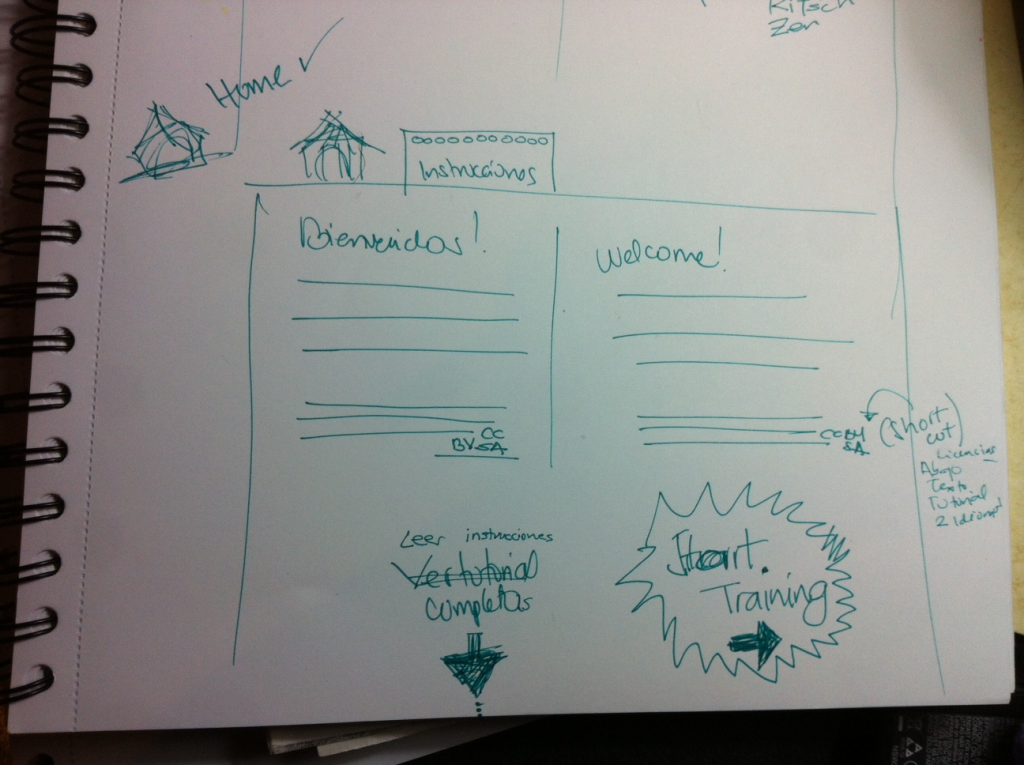 Kitsch
Zen
Home
Instrucciones
Bienvenidos!
Welcome!
CC
BY SA
CC BY
SA
(short
cut)
Licencias
Abajo
Texto
Tutorial
2 Idiomas
Leer instrucciones
Ver tutorial
completas
Start
Training